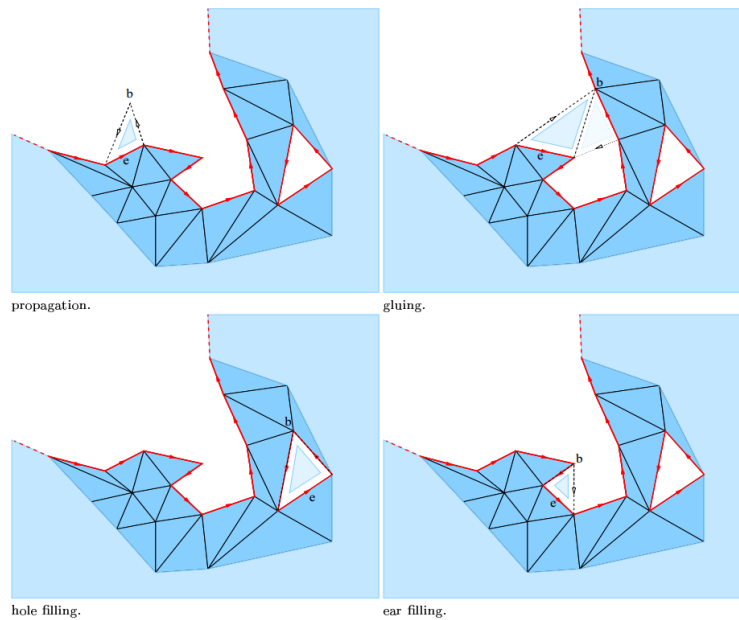 b
e
propagation.
b
e
gluing.
b
e
hole filling.
b
e
ear filling.